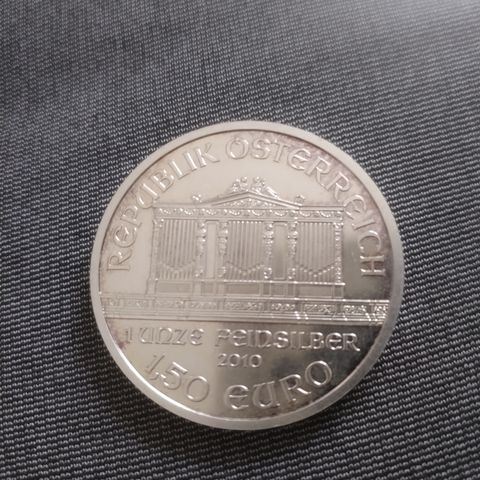 REPUBLIK ÖSTERREICH
1 UNZE FEINSILBER
2010
1,50 EURO